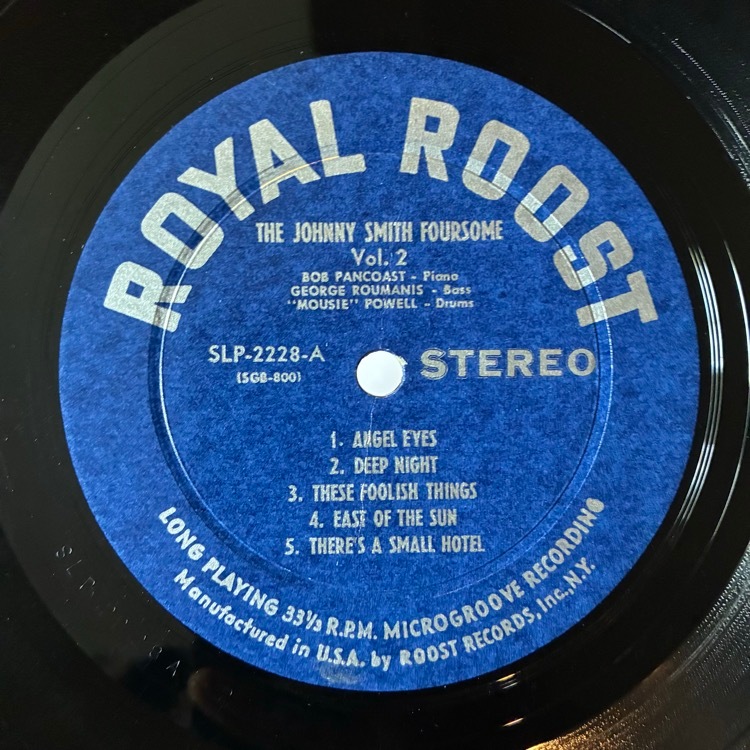 ROYAL ROOST
THE JOHNNY SMITH FOURSOME
Vol. 2
BOB PANCOAST - Piano
GEORGE ROUMANIS - Bass
"MOUSIE" POWELL - Drums
SLP-2228-A
(SGB-800)
STEREO
1. ANGEL EYES
2. DEEP NIGHT
3. THESE FOOLISH THINGS
4. EAST OF THE SUN
5. THERE'S A SMALL HOTEL
LONG PLAYING 33⅓ R.P.M. MICROGROOVE RECORDING
Manufactured in U.S.A. by ROOST RECORDS, Inc., N.Y.